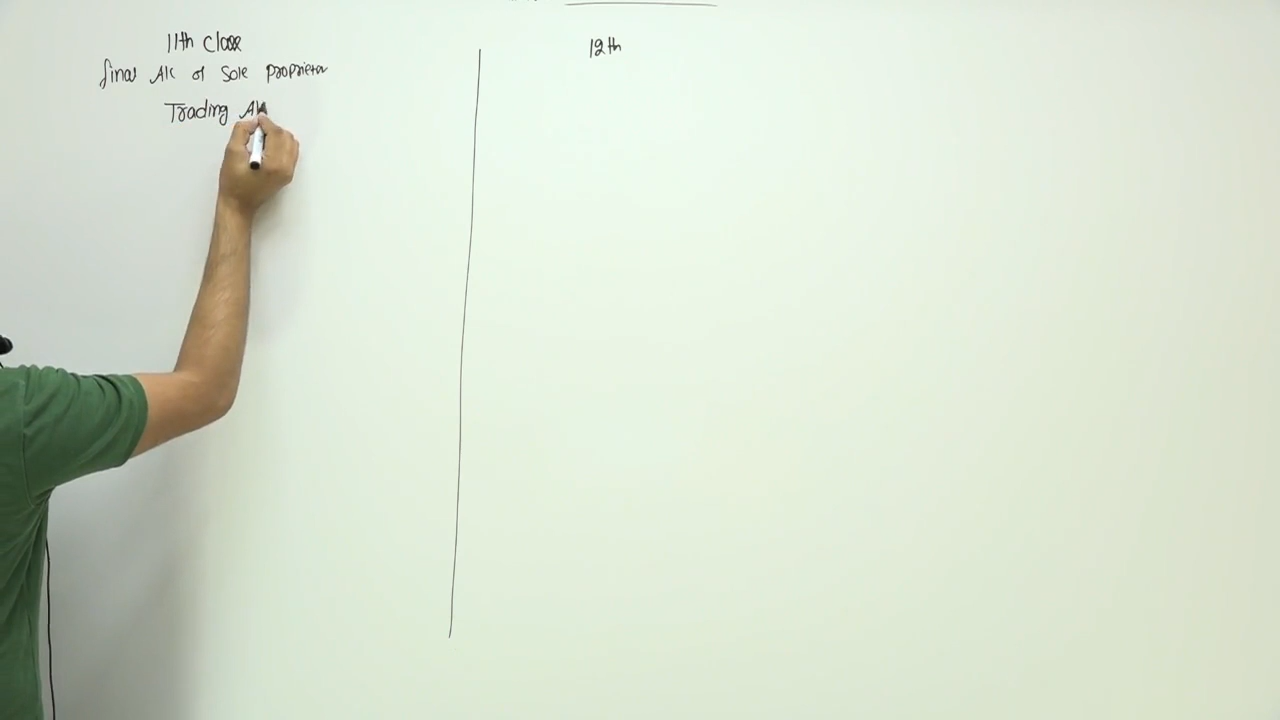 11th Class
final A/c of Sole proprietor
Trading A/c
12th